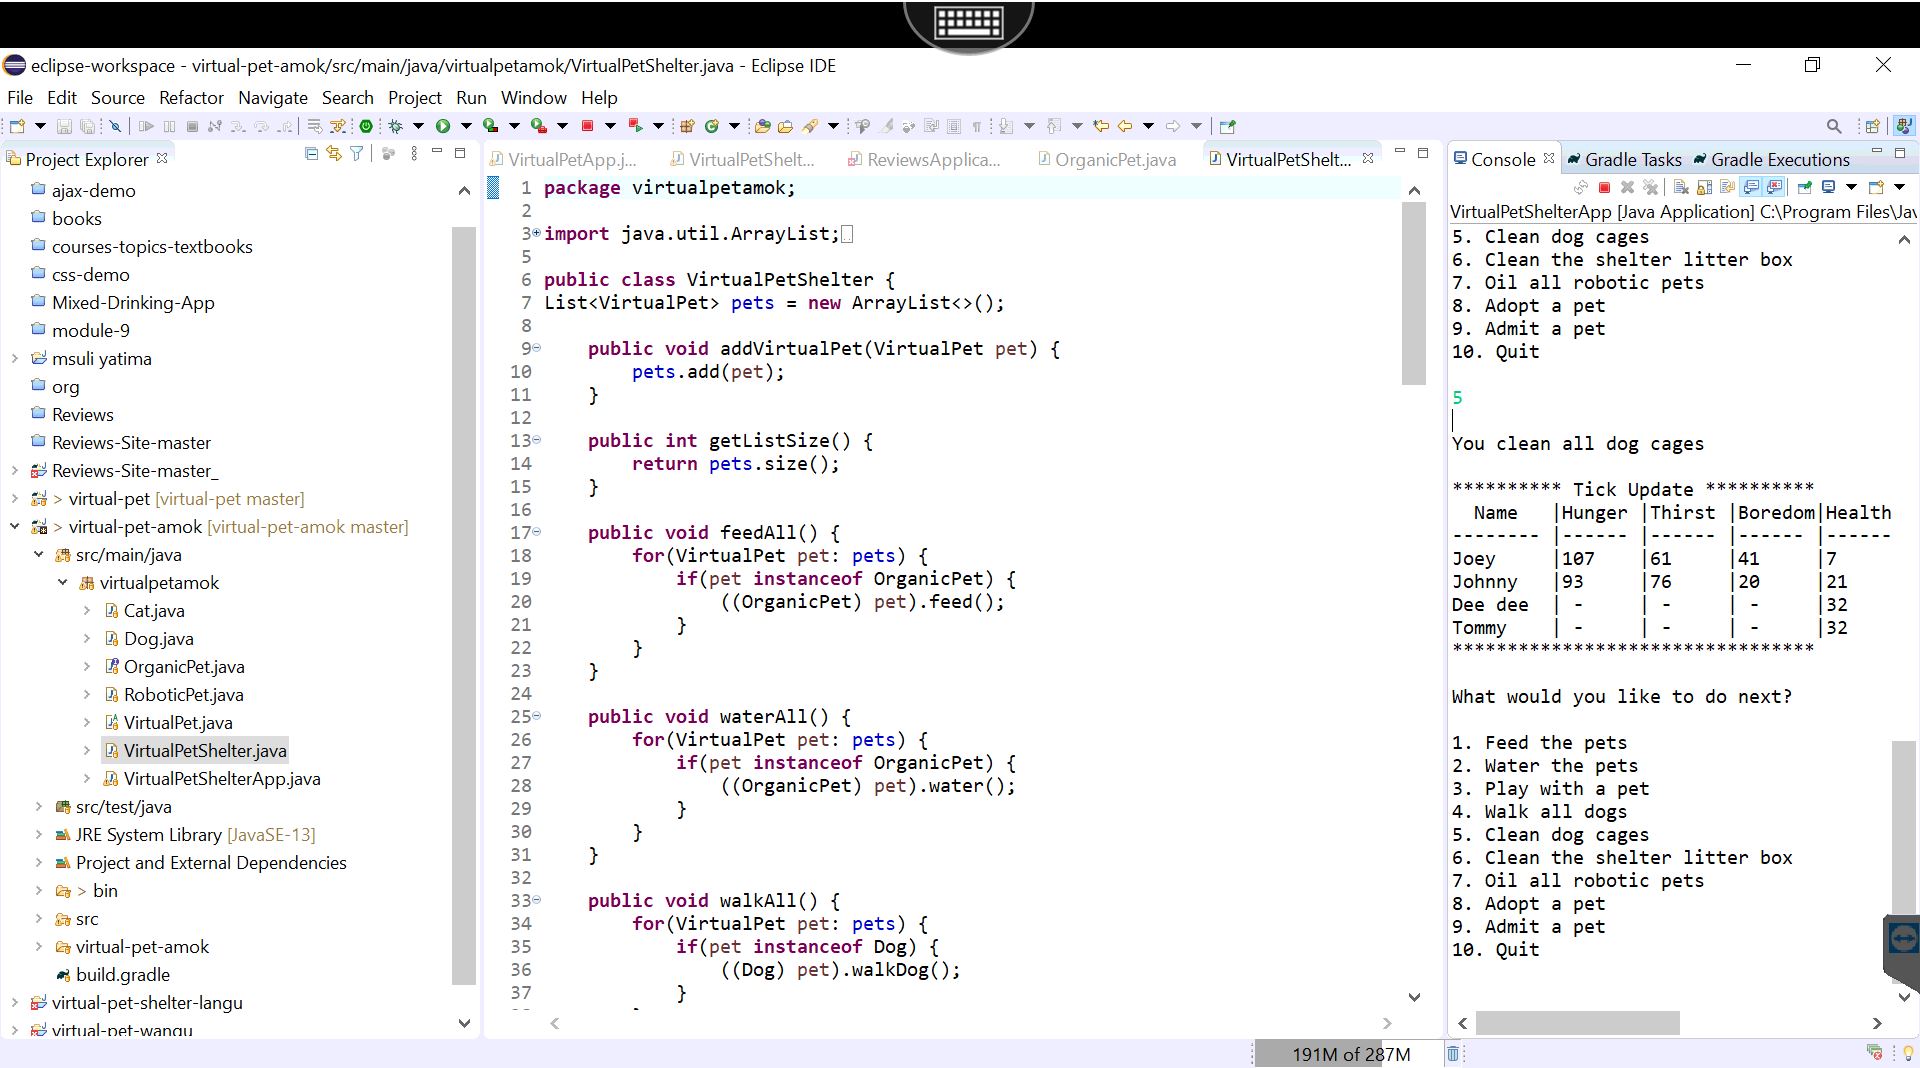 eclipse-workspace - virtual-pet-amok/src/main/java/virtualpetamok/VirtualPetShelter.java - Eclipse IDE
File Edit Source Refactor Navigate Search Project Run Window Help
Project Explorer
ajax-demo
books
courses-topics-textbooks
css-demo
Mixed-Drinking-App
module-9
msuli yatima
org
Reviews
Reviews-Site-master
Reviews-Site-master_
> virtual-pet [virtual-pet master]
> virtual-pet-amok [virtual-pet-amok master]
src/main/java
virtualpetamok
Cat.java
Dog.java
OrganicPet.java
RoboticPet.java
VirtualPet.java
VirtualPetShelter.java
VirtualPetShelterApp.java
src/test/java
JRE System Library [JavaSE-13]
Project and External Dependencies
> bin
src
virtual-pet-amok
build.gradle
virtual-pet-shelter-langu
virtual-pet-wangu
VirtualPetApp.j... VirtualPetShelt... ReviewsApplica... OrganicPet.java VirtualPetShelt...
1 package virtualpetamok;
2
3 import java.util.ArrayList;
5
6 public class VirtualPetShelter {
7 List<VirtualPet> pets = new ArrayList<>();
8
9 public void addVirtualPet(VirtualPet pet) {
10 pets.add(pet);
11 }
12
13 public int getListSize() {
14 return pets.size();
15 }
16
17 public void feedAll() {
18 for(VirtualPet pet: pets) {
19 if(pet instanceof OrganicPet) {
20 ((OrganicPet) pet).feed();
21 }
22 }
23 }
24
25 public void waterAll() {
26 for(VirtualPet pet: pets) {
27 if(pet instanceof OrganicPet) {
28 ((OrganicPet) pet).water();
29 }
30 }
31 }
32
33 public void walkAll() {
34 for(VirtualPet pet: pets) {
35 if(pet instanceof Dog) {
36 ((Dog) pet).walkDog();
37 }
Console Gradle Tasks Gradle Executions
VirtualPetShelterApp [Java Application] C:\Program Files\Jav
5. Clean dog cages
6. Clean the shelter litter box
7. Oil all robotic pets
8. Adopt a pet
9. Admit a pet
10. Quit
5
You clean all dog cages
********** Tick Update **********
Name |Hunger |Thirst |Boredom|Health
-------- |------ |------ |------ |------
Joey |107 |61 |41 |7
Johnny |93 |76 |20 |21
Dee dee | - | - | - |32
Tommy | - | - | - |32
*********************************
What would you like to do next?
1. Feed the pets
2. Water the pets
3. Play with a pet
4. Walk all dogs
5. Clean dog cages
6. Clean the shelter litter box
7. Oil all robotic pets
8. Adopt a pet
9. Admit a pet
10. Quit
191M of 287M